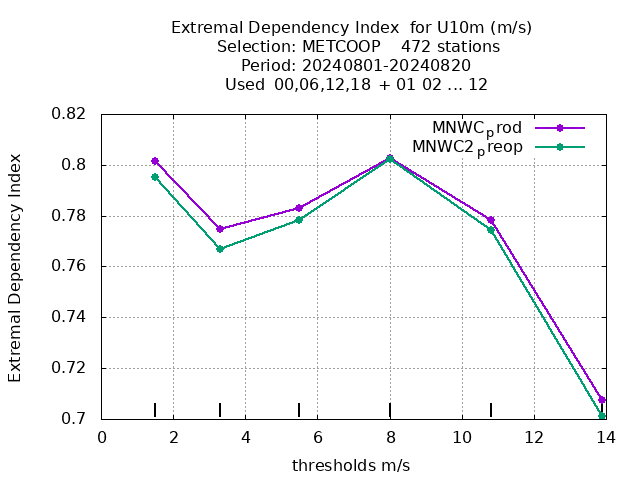 Extremal Dependency Index  for U10m (m/s)
Selection: METCOOP    472 stations
Period: 20240801-20240820
Used  00,06,12,18 + 01 02 ... 12
MNWCprod
MNWC2preop
0.82
0.8
0.78
0.76
0.74
0.72
0.7
Extremal Dependency Index
0 2 4 6 8 10 12 14
thresholds m/s